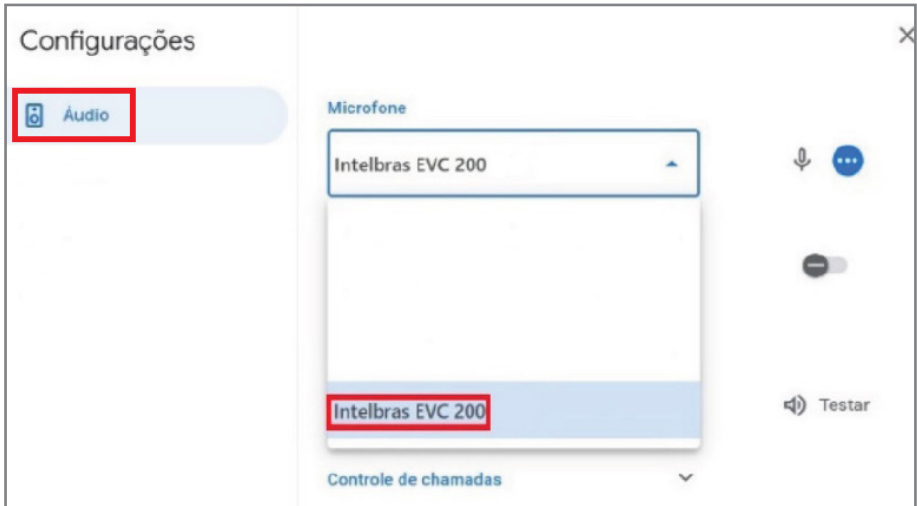 Configurações
Áudio
Microfone
Intelbras EVC 200
Intelbras EVC 200
Testar
Controle de chamadas